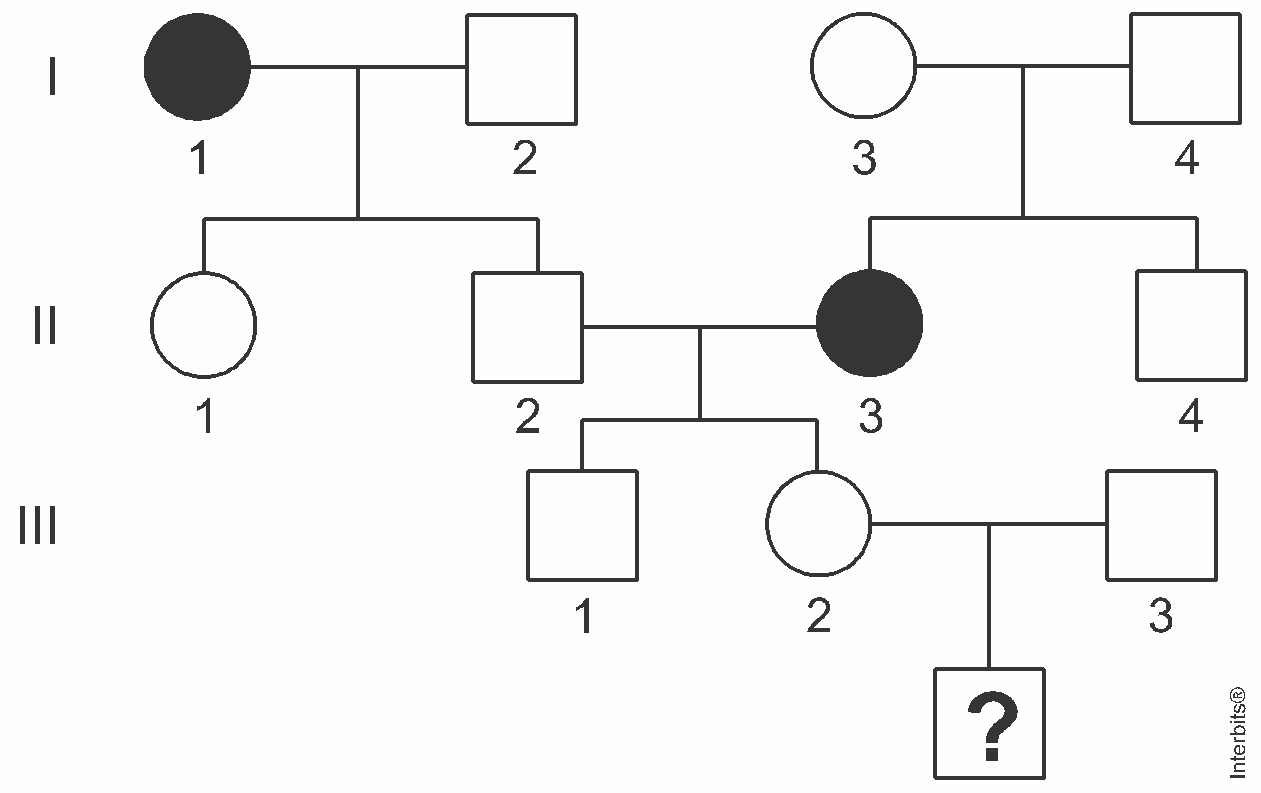 I
1 2 3 4
II
1 2 3 4
III
1 2 3
?
Interbits®